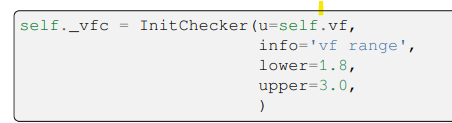 self._vfc = InitChecker(u=self.vf,
                        info='vf range',
                        lower=1.8,
                        upper=3.0,
                        )